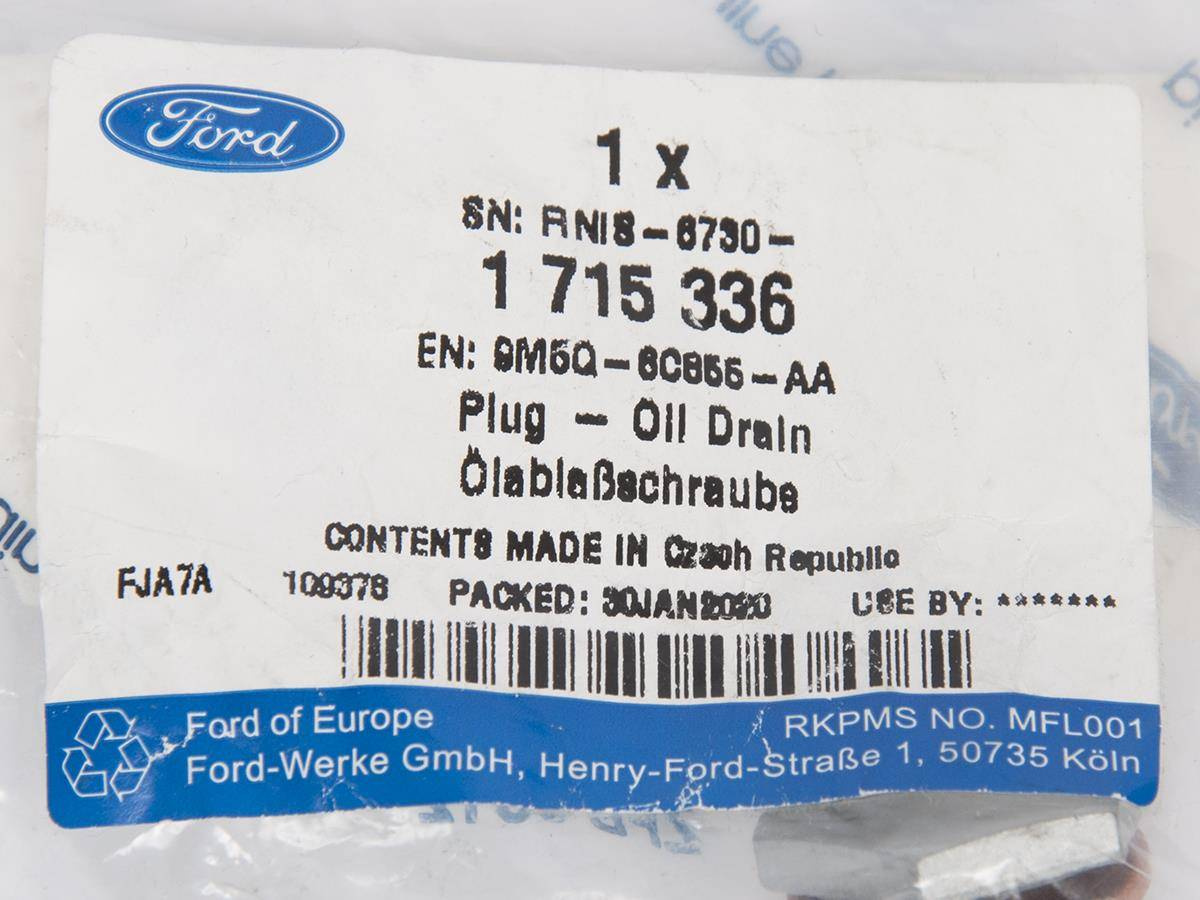 Ford
1 x
SN: RNIS-6730-
1 715 336
EN: 9M5Q-6C855-AA
Plug - Oil Drain
Ölablaßschraube
CONTENTS MADE IN Czech Republic
FJA7A 109378 PACKED: 30JAN2020 USE BY: *******
Ford of Europe RKPMS NO. MFL001
Ford-Werke GmbH, Henry-Ford-Straße 1, 50735 Köln